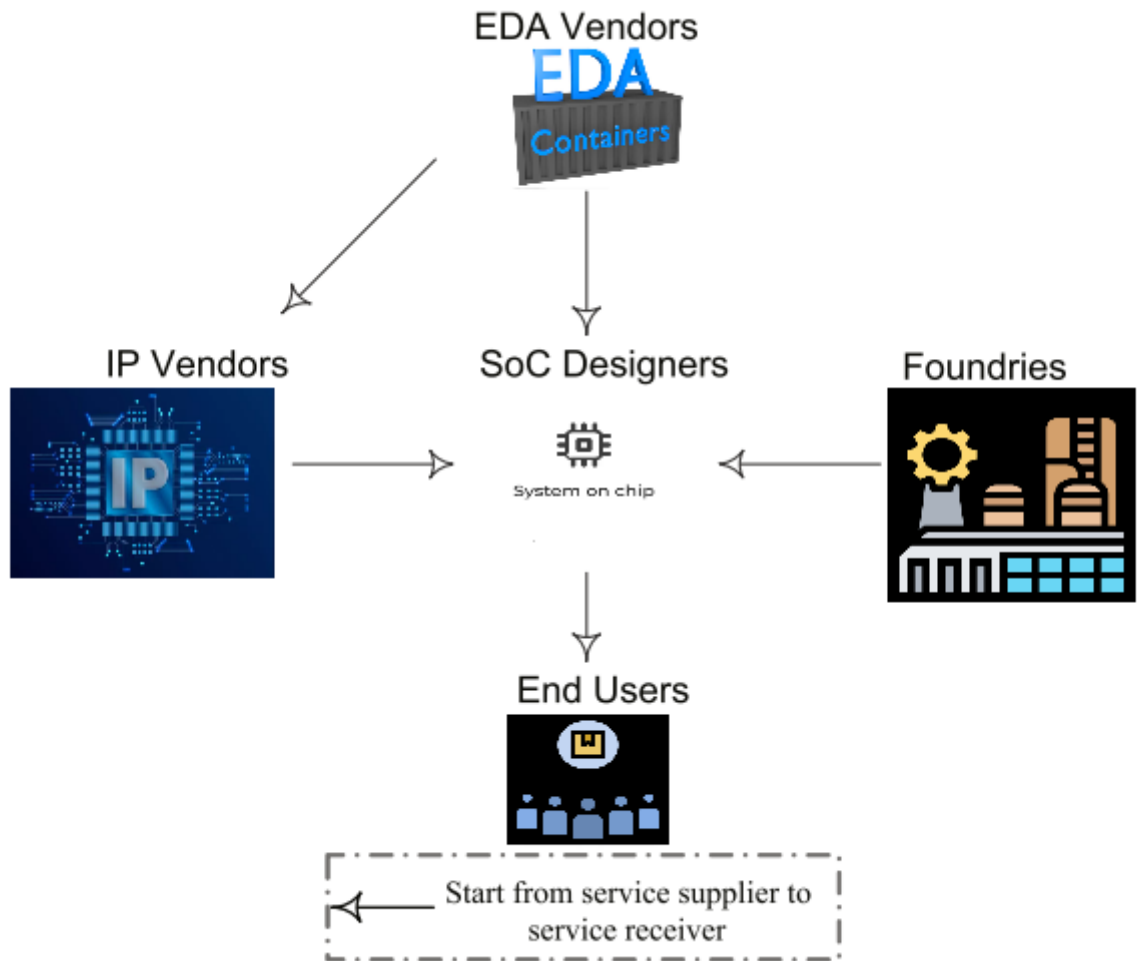 EDA Vendors
EDA
Containers
IP Vendors
SoC Designers
Foundries
IP
System on chip
End Users
Start from service supplier to
service receiver